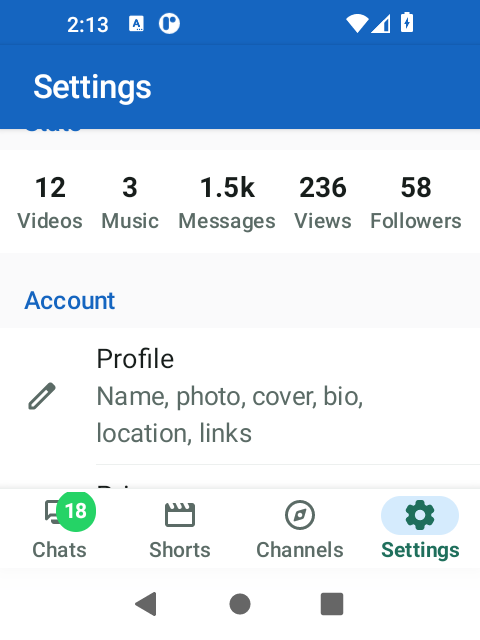 2:13
Settings
12 3 1.5k 236 58
Videos Music Messages Views Followers
Account
Profile
Name, photo, cover, bio,
location, links
18
Chats Shorts Channels Settings